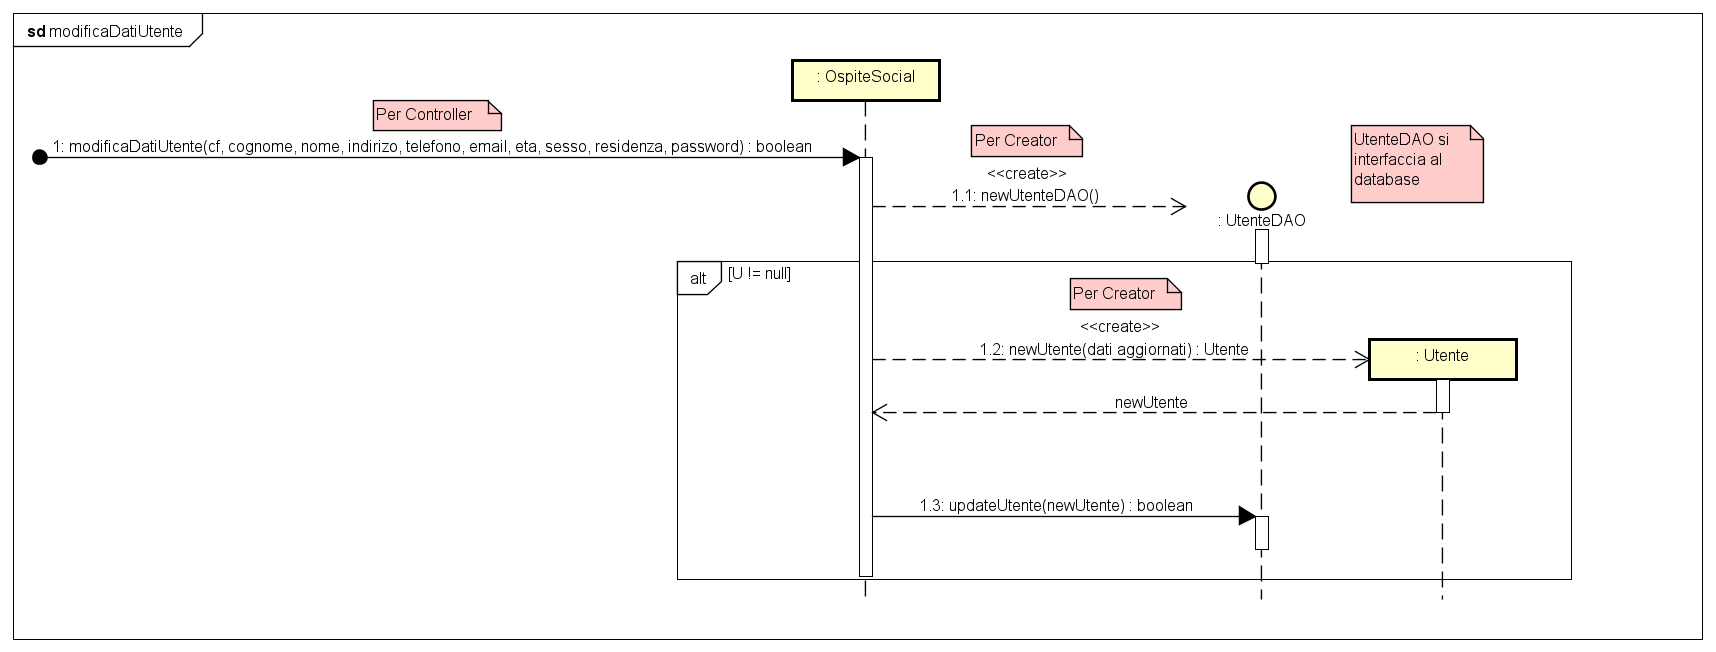 sd modificaDatiUtente
: OspiteSocial
Per Controller
1: modificaDatiUtente(cf, cognome, nome, indirizo, telefono, email, eta, sesso, residenza, password) : boolean
Per Creator
<<create>>
1.1: newUtenteDAO()
UtenteDAO si
interfaccia al
database
: UtenteDAO
alt
[U != null]
Per Creator
<<create>>
1.2: newUtente(dati aggiornati) : Utente
: Utente
newUtente
1.3: updateUtente(newUtente) : boolean